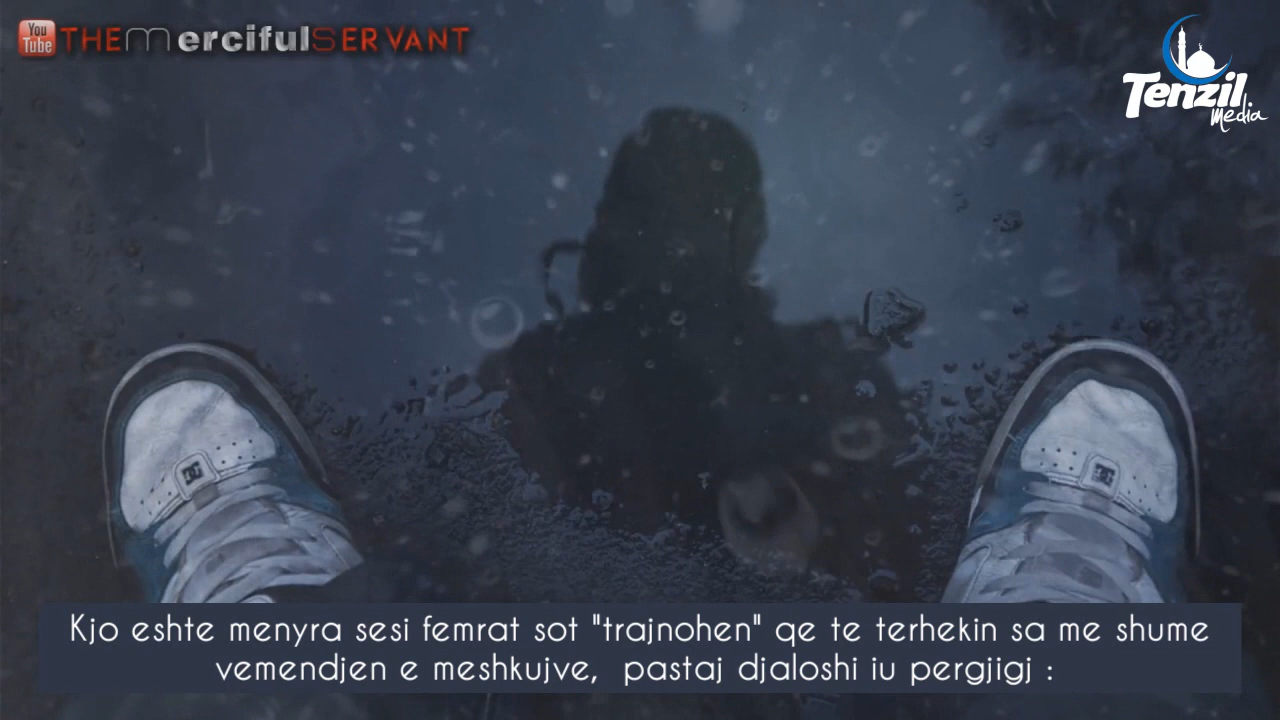 You Tube THEMercifulSERVANT
Tenzil
Media
Kjo eshte menyra sesi femrat sot "trajnohen" qe te terhekin sa me shume
vemendjen e meshkujve, pastaj djaloshi iu pergjigj :